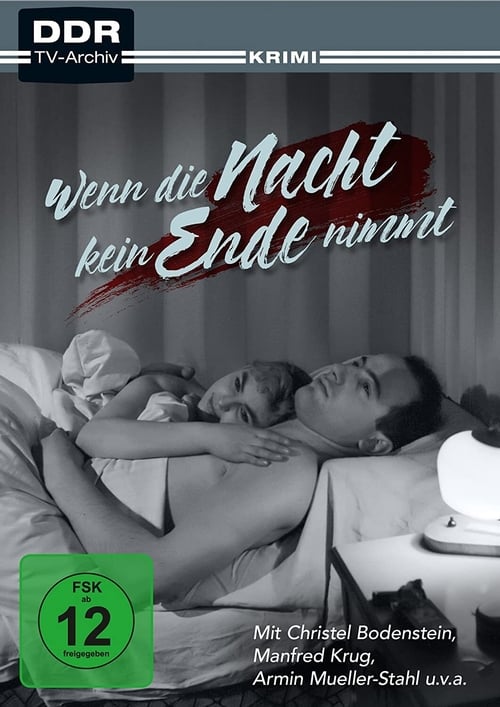 DDR
TV-Archiv
KRIMI
Wenn die Nacht
kein Ende nimmt
FSK
ab
12
freigegeben
Mit Christel Bodenstein,
Manfred Krug,
Armin Mueller-Stahl u.v.a.